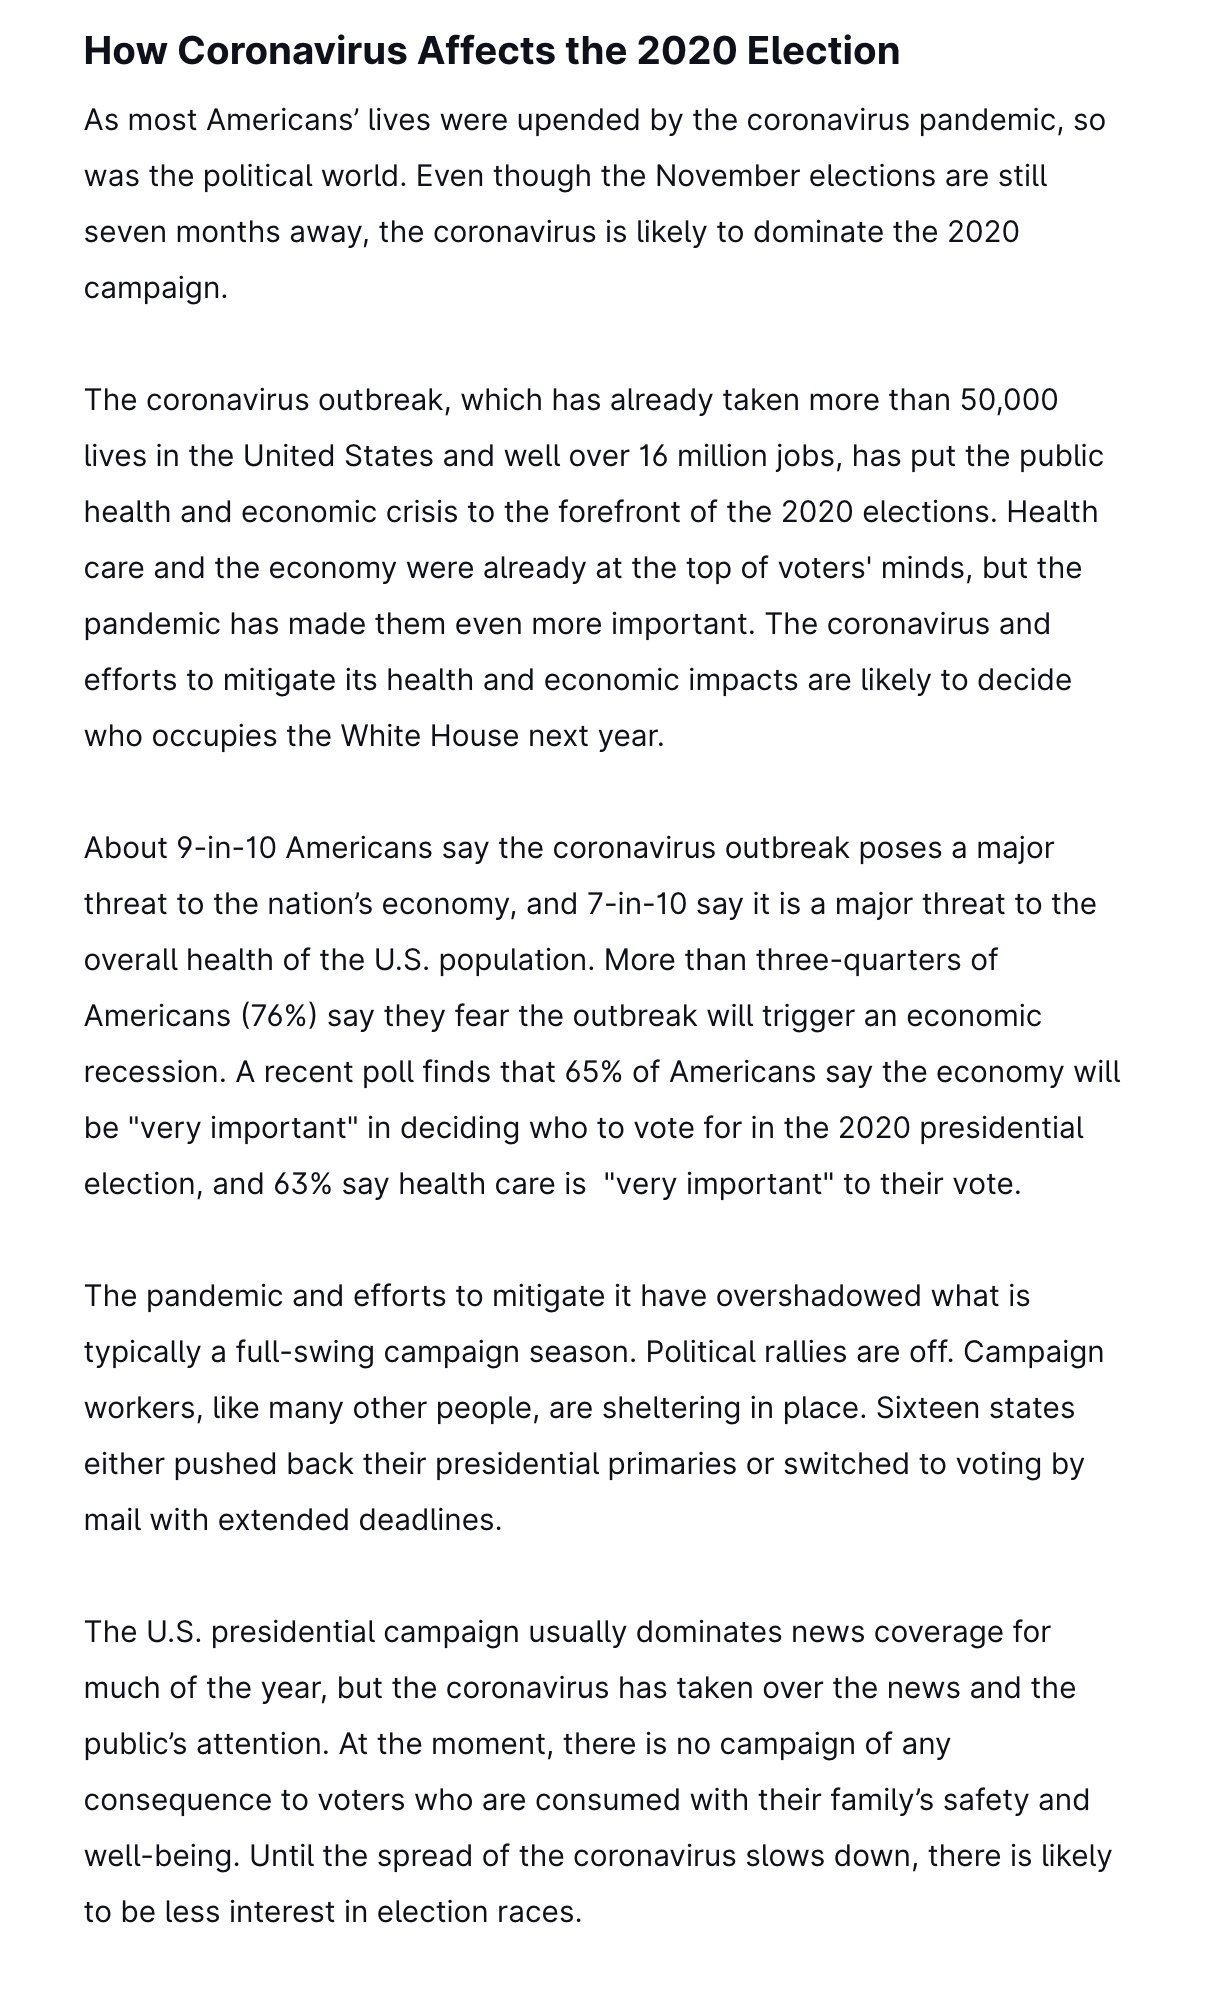 How Coronavirus Affects the 2020 Election
As most Americans’ lives were upended by the coronavirus pandemic, so
was the political world. Even though the November elections are still
seven months away, the coronavirus is likely to dominate the 2020
campaign.
The coronavirus outbreak, which has already taken more than 50,000
lives in the United States and well over 16 million jobs, has put the public
health and economic crisis to the forefront of the 2020 elections. Health
care and the economy were already at the top of voters' minds, but the
pandemic has made them even more important. The coronavirus and
efforts to mitigate its health and economic impacts are likely to decide
who occupies the White House next year.
About 9-in-10 Americans say the coronavirus outbreak poses a major
threat to the nation’s economy, and 7-in-10 say it is a major threat to the
overall health of the U.S. population. More than three-quarters of
Americans (76%) say they fear the outbreak will trigger an economic
recession. A recent poll finds that 65% of Americans say the economy will
be "very important" in deciding who to vote for in the 2020 presidential
election, and 63% say health care is  "very important" to their vote.
The pandemic and efforts to mitigate it have overshadowed what is
typically a full-swing campaign season. Political rallies are off. Campaign
workers, like many other people, are sheltering in place. Sixteen states
either pushed back their presidential primaries or switched to voting by
mail with extended deadlines.
The U.S. presidential campaign usually dominates news coverage for
much of the year, but the coronavirus has taken over the news and the
public’s attention. At the moment, there is no campaign of any
consequence to voters who are consumed with their family’s safety and
well-being. Until the spread of the coronavirus slows down, there is likely
to be less interest in election races.